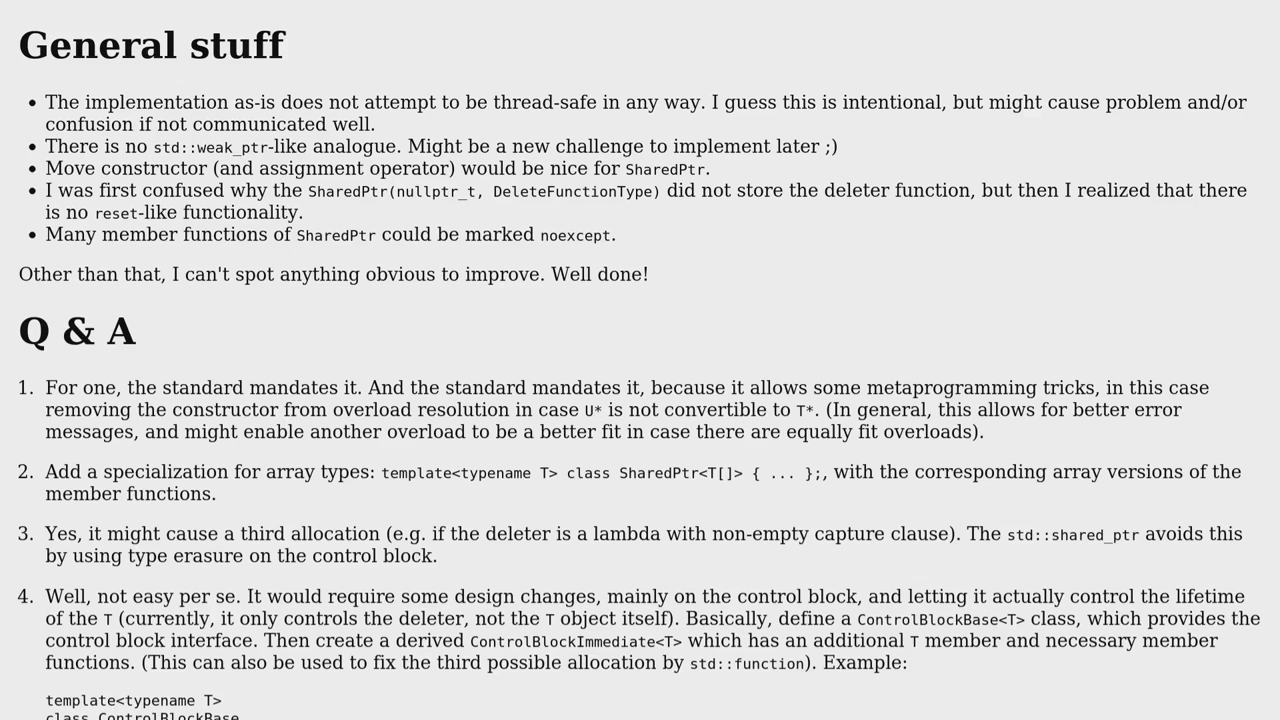 General stuff
• The implementation as-is does not attempt to be thread-safe in any way. I guess this is intentional, but might cause problem and/or
confusion if not communicated well.
• There is no std::weak_ptr-like analogue. Might be a new challenge to implement later ;)
• Move constructor (and assignment operator) would be nice for SharedPtr.
• I was first confused why the SharedPtr(nullptr_t, DeleteFunctionType) did not store the deleter function, but then I realized that there
is no reset-like functionality.
• Many member functions of SharedPtr could be marked noexcept.
Other than that, I can't spot anything obvious to improve. Well done!
Q & A
1. For one, the standard mandates it. And the standard mandates it, because it allows some metaprogramming tricks, in this case
removing the constructor from overload resolution in case U* is not convertible to T*. (In general, this allows for better error
messages, and might enable another overload to be a better fit in case there are equally fit overloads).
2. Add a specialization for array types: template<typename T> class SharedPtr<T[]> { ... };, with the corresponding array versions of the
member functions.
3. Yes, it might cause a third allocation (e.g. if the deleter is a lambda with non-empty capture clause). The std::shared_ptr avoids this
by using type erasure on the control block.
4. Well, not easy per se. It would require some design changes, mainly on the control block, and letting it actually control the lifetime
of the T (currently, it only controls the deleter, not the T object itself). Basically, define a ControlBlockBase<T> class, which provides the
control block interface. Then create a derived ControlBlockImmediate<T> which has an additional T member and necessary member
functions. (This can also be used to fix the third possible allocation by std::function). Example:
template<typename T>
class ControlBlockBase